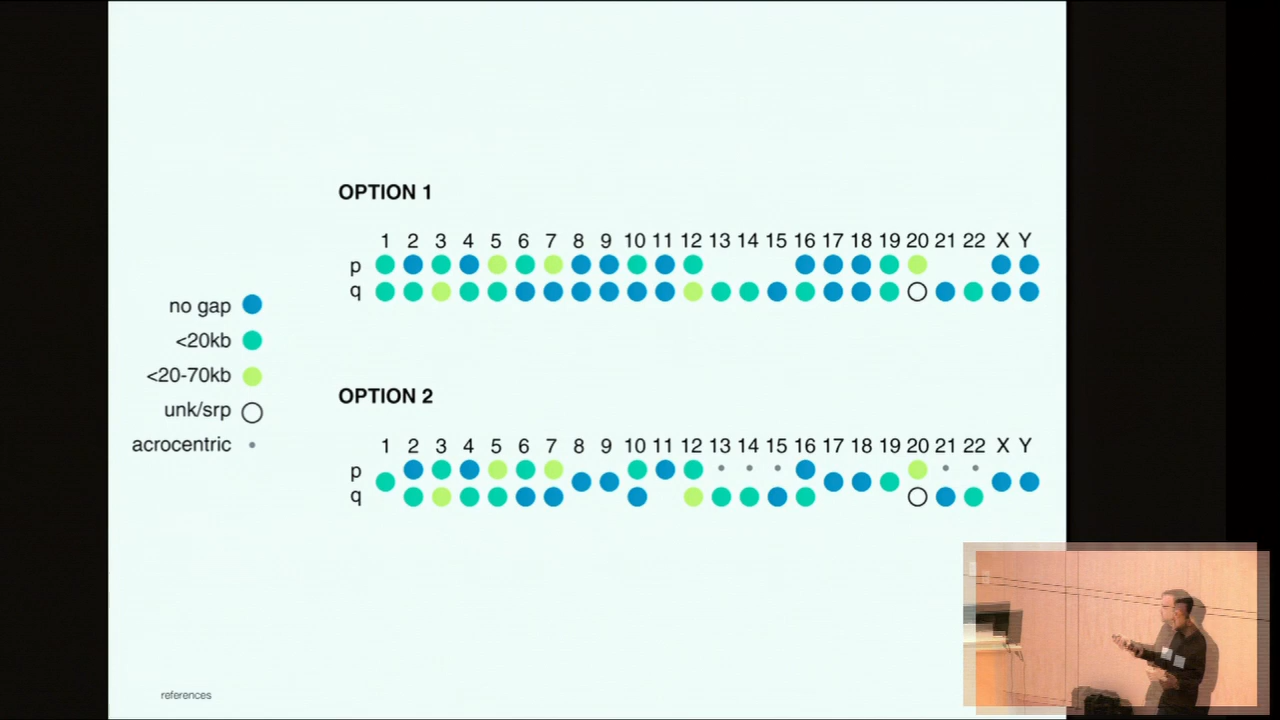 OPTION 1
1 2 3 4 5 6 7 8 9 10 11 12 13 14 15 16 17 18 19 20 21 22 X Y
p
q
no gap
<20kb
<20-70kb
unk/srp
acrocentric
OPTION 2
1 2 3 4 5 6 7 8 9 10 11 12 13 14 15 16 17 18 19 20 21 22 X Y
p
q
references